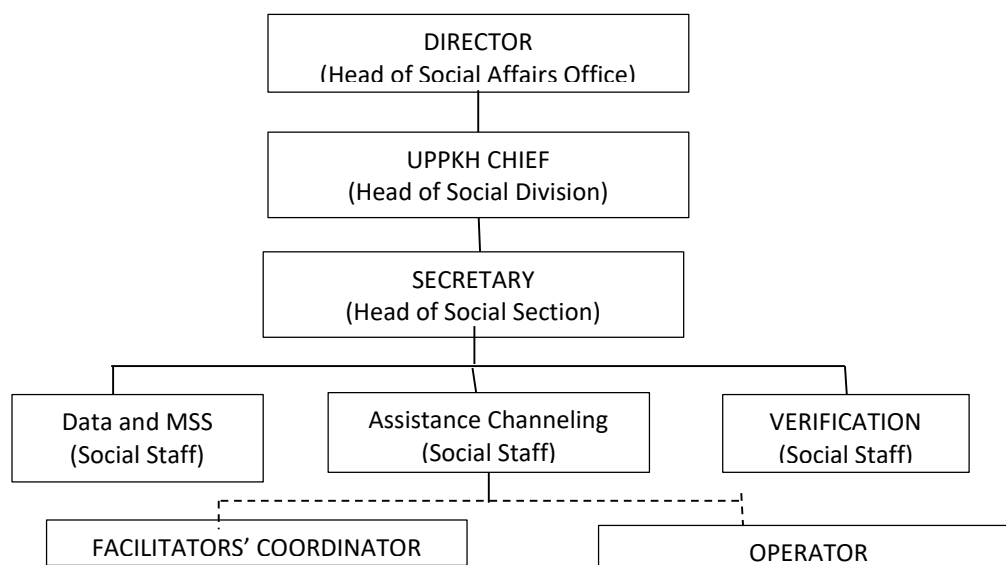 DIRECTOR
(Head of Social Affairs Office)
UPPKH CHIEF
(Head of Social Division)
SECRETARY
(Head of Social Section)
Data and MSS
(Social Staff)
Assistance Channeling
(Social Staff)
VERIFICATION
(Social Staff)
FACILITATORS' COORDINATOR
OPERATOR